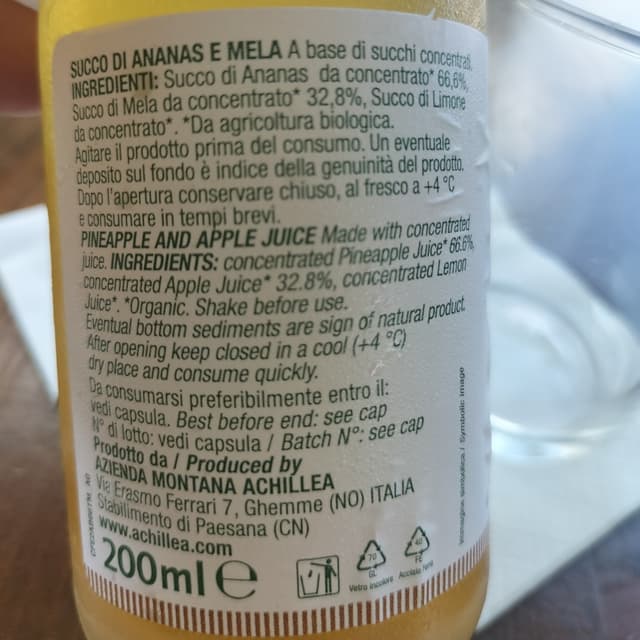 SUCCO DI ANANAS E MELA A base di succhi concentrati.
INGREDIENTI: Succo di Ananas da concentrato* 66,6%,
Succo di Mela da concentrato* 32,8%, Succo di Limone
da concentrato*. *Da agricoltura biologica.
Agitare il prodotto prima del consumo. Un eventuale
deposito sul fondo è indice della genuinità del prodotto.
Dopo l'apertura conservare chiuso, al fresco a +4 °C
e consumare in tempi brevi.
PINEAPPLE AND APPLE JUICE Made with concentrated
juice. INGREDIENTS: concentrated Pineapple Juice* 66.6%,
concentrated Apple Juice* 32.8%, concentrated Lemon
Juice*. *Organic. Shake before use.
Eventual bottom sediments are sign of natural product.
After opening keep closed in a cool (+4 °C)
dry place and consume quickly.
Da consumarsi preferibilmente entro il:
vedi capsula. Best before end: see cap
N° di lotto: vedi capsula / Batch N°: see cap
Prodotto da / Produced by
AZIENDA MONTANA ACHILLEA
Via Erasmo Ferrari 7, Ghemme (NO) ITALIA
Stabilimento di Paesana (CN)
www.achillea.com
200ml e
70
GL
Vetro incolore
40
FE
Acciaio
Immagine simbolica / Symbolic image